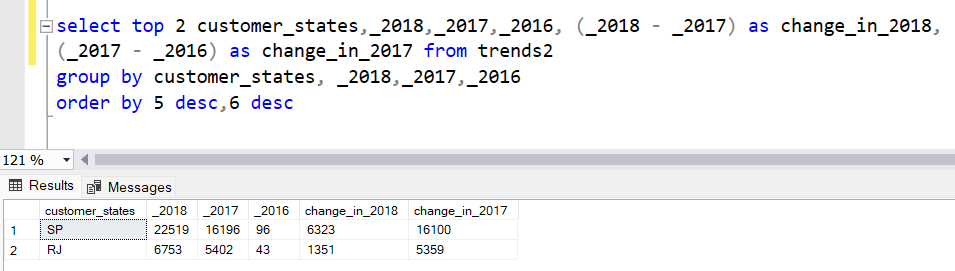 select top 2 customer_states,_2018,_2017,_2016, (_2018 - _2017) as change_in_2018,
(_2017 - _2016) as change_in_2017 from trends2
group by customer_states, _2018,_2017,_2016
order by 5 desc,6 desc
121 %
Results Messages
customer_states _2018 _2017 _2016 change_in_2018 change_in_2017
1 SP 22519 16196 96 6323 16100
2 RJ 6753 5402 43 1351 5359